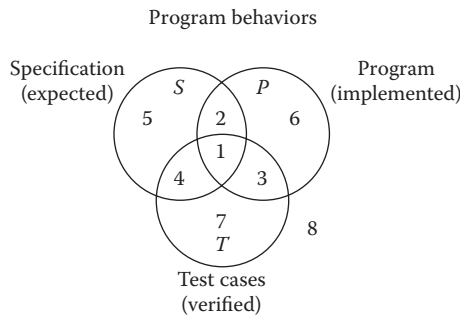 Program behaviors
Specification
(expected)
S
P
Program
(implemented)
5
2
6
1
4
3
7
T
8
Test cases
(verified)